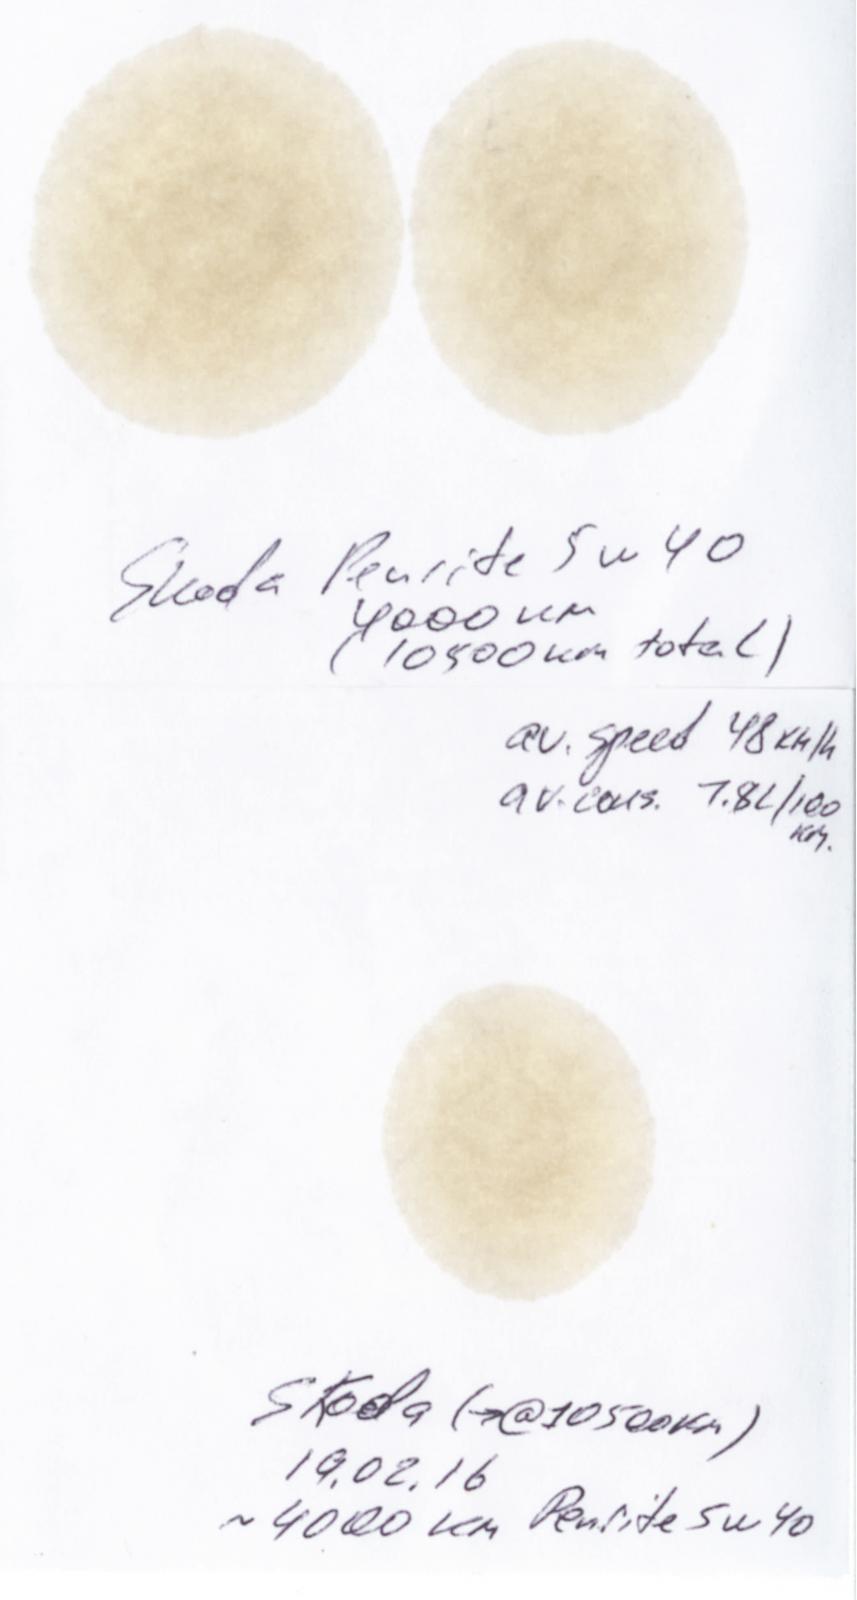 Skoda Penrite 5w40
4000 km
(10500 km total)
av. speed 48 km/h
av. cons. 7.8L/100
km.
Skoda (→@10500km)
19.02.16
~4000 km Penrite 5w40